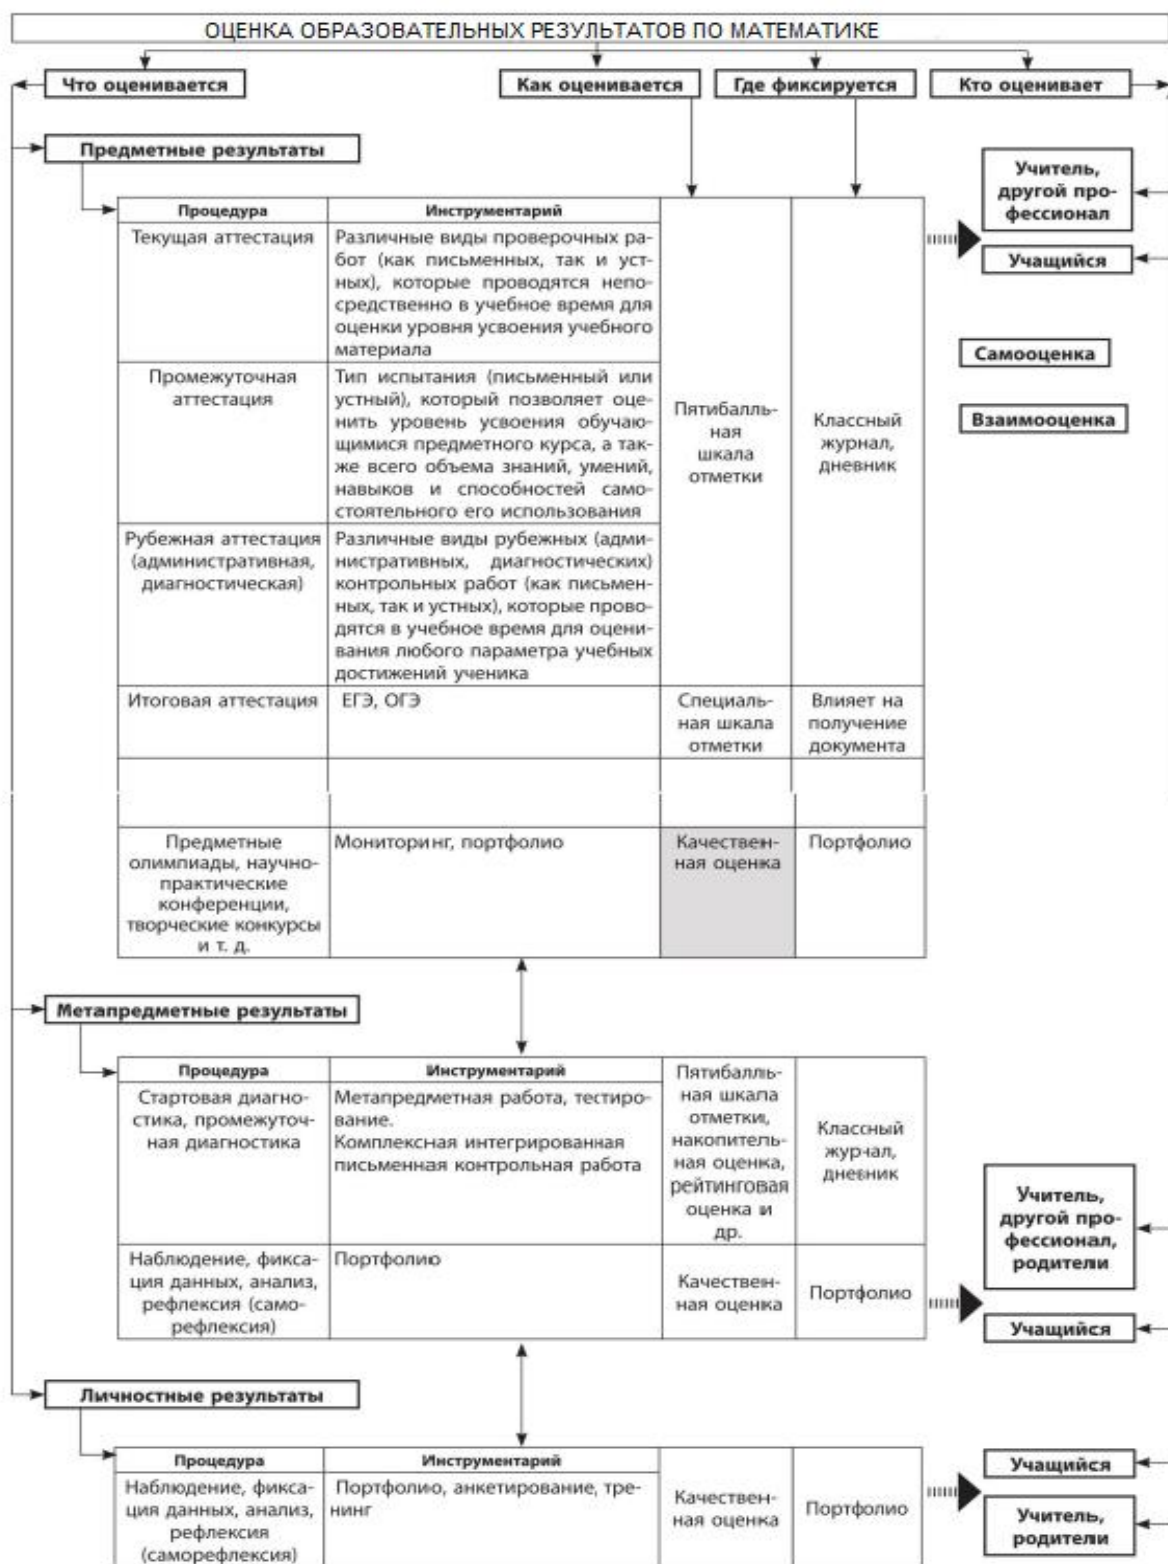 ОЦЕНКА ОБРАЗОВАТЕЛЬНЫХ РЕЗУЛЬТАТОВ ПО МАТЕМАТИКЕ
Что оценивается
Как оценивается
Где фиксируется
Кто оценивает
Предметные результаты
Процедура
Инструментарий
Текущая аттестация
Различные виды проверочных ра-
бот (как письменных, так и уст-
ных), которые проводятся непо-
средственно в учебное время для
оценки уровня усвоения учебного
материала
Промежуточная
аттестация
Тип испытания (письменный или
устный), который позволяет оце-
нить уровень усвоения обучаю-
щимися предметного курса, а так-
же всего объема знаний, умений,
навыков и способностей само-
стоятельного его использования
Рубежная аттестация
(административная,
диагностическая)
Различные виды рубежных (адми-
нистративных, диагностических)
контрольных работ (как письмен-
ных, так и устных), которые прово-
дятся в учебное время для оцени-
вания любого параметра учебных
достижений ученика
Пятибалль-
ная
шкала
отметки
Классный
журнал,
дневник
Учитель,
другой про-
фессионал
Учащийся
Самооценка
Взаимооценка
Итоговая аттестация
ЕГЭ, ОГЭ
Специаль-
ная шкала
отметки
Влияет на
получение
документа
Предметные
олимпиады, научно-
практические
конференции,
творческие конкурсы
и т. д.
Мониторинг, портфолио
Качествен-
ная оценка
Портфолио
Метапредметные результаты
Процедура
Инструментарий
Стартовая диагно-
стика, промежуточ-
ная диагностика
Метапредметная работа, тестиро-
вание.
Комплексная интегрированная
письменная контрольная работа
Пятибалль-
ная шкала
отметки,
накопитель-
ная оценка,
рейтинговая
оценка и
др.
Классный
журчал,
дневник
Наблюдение, фикса-
ция данных, анализ,
рефлексия (само-
рефлексия)
Портфолио
Качествен-
ная оценка
Портфолио
Учитель,
другой про-
фессионал,
родители
Учащийся
Личностные результаты
Процедура
Инструментарий
Наблюдение, фикса-
ция данных, анализ,
рефлексия
(саморефлексия)
Портфолио, анкетирование, тре-
нинг
Качествен-
ная оценка
Портфолио
Учащийся
Учитель,
родители